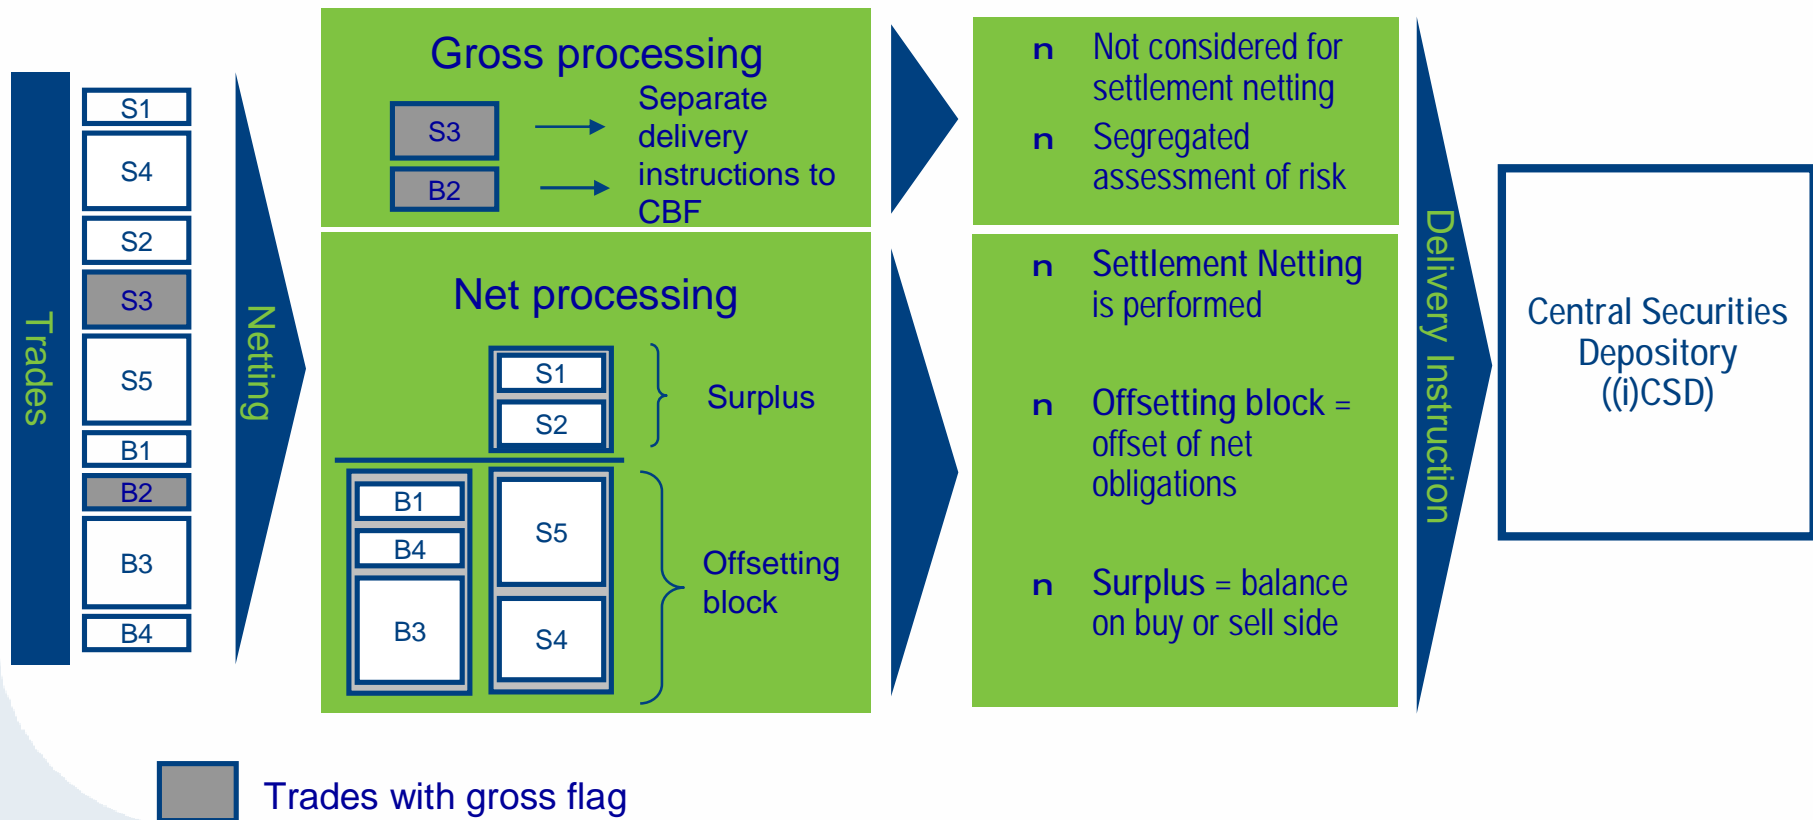 Trades
S1
S4
S2
S3
S5
B1
B2
B3
B4
Netting
Gross processing
S3
B2
Separate
delivery
instructions to
CBF
Net processing
S1
S2
Surplus
B1
B4
B3
S5
S4
Offsetting
block
n Not considered for
settlement netting
n Segregated
assessment of risk
n Settlement Netting
is performed
n Offsetting block =
offset of net
obligations
n Surplus = balance
on buy or sell side
Delivery Instruction
Central Securities
Depository
((i)CSD)
Trades with gross flag